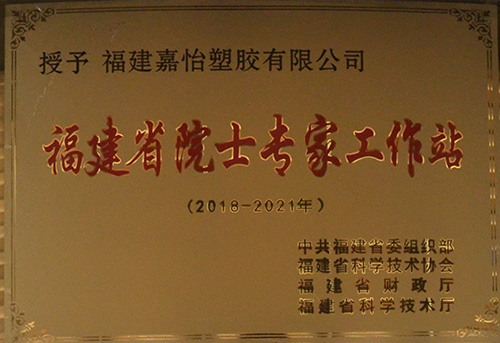 授予 福建嘉怡塑胶有限公司
福建省院士专家工作站
（2018-2021年）
中共福建省委组织部
福建省科学技术协会
福建省财政厅
福建省科学技术厅